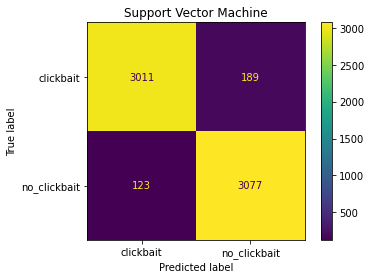 Support Vector Machine
True label
clickbait
3011
189
no_clickbait
123
3077
clickbait
no_clickbait
Predicted label
3000
2500
2000
1500
1000
500